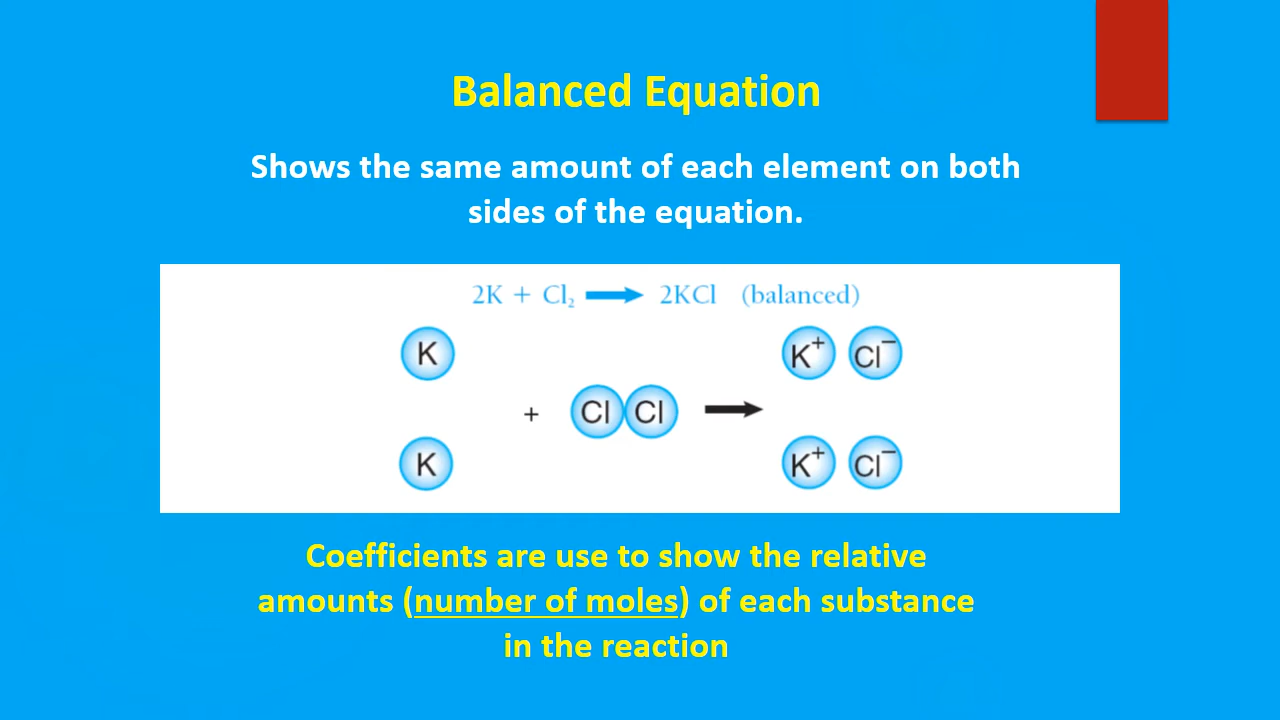 Balanced Equation
Shows the same amount of each element on both
sides of the equation.
2K + Cl₂ → 2KCl (balanced)
K K⁺ Cl⁻
+ Cl Cl →
K K⁺ Cl⁻
Coefficients are use to show the relative
amounts (number of moles) of each substance
in the reaction